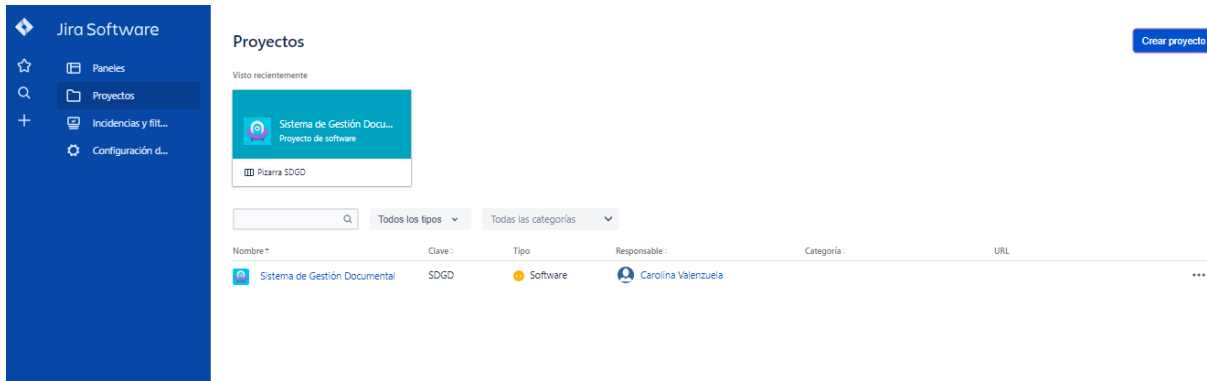 Jira Software
Paneles
Proyectos
Incidencias y filt...
Configuración d...
Proyectos
Crear proyecto
Visto recientemente
Sistema de Gestión Docu...
Proyecto de software
Pizarra SDGD
Todos los tipos
Todas las categorías
Nombre Clave Tipo Responsable Categoría URL
Sistema de Gestión Documental SDGD Software Carolina Valenzuela